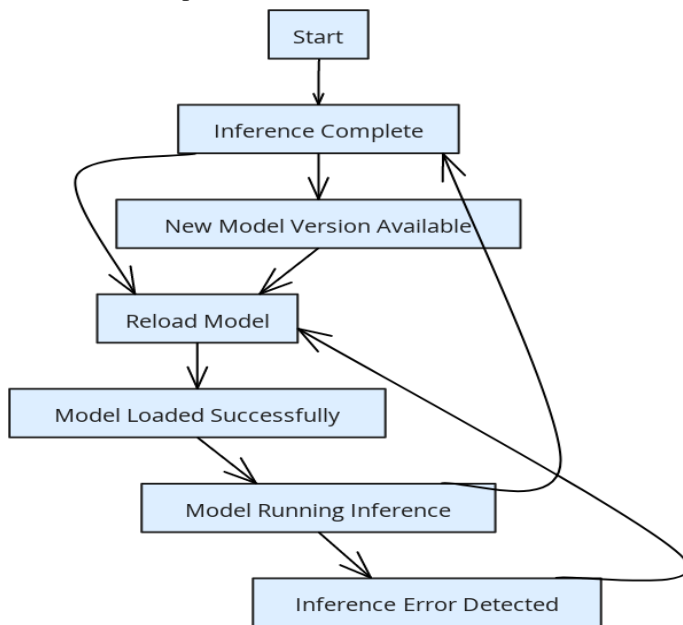 Start
Inference Complete
New Model Version Available
Reload Model
Model Loaded Successfully
Model Running Inference
Inference Error Detected